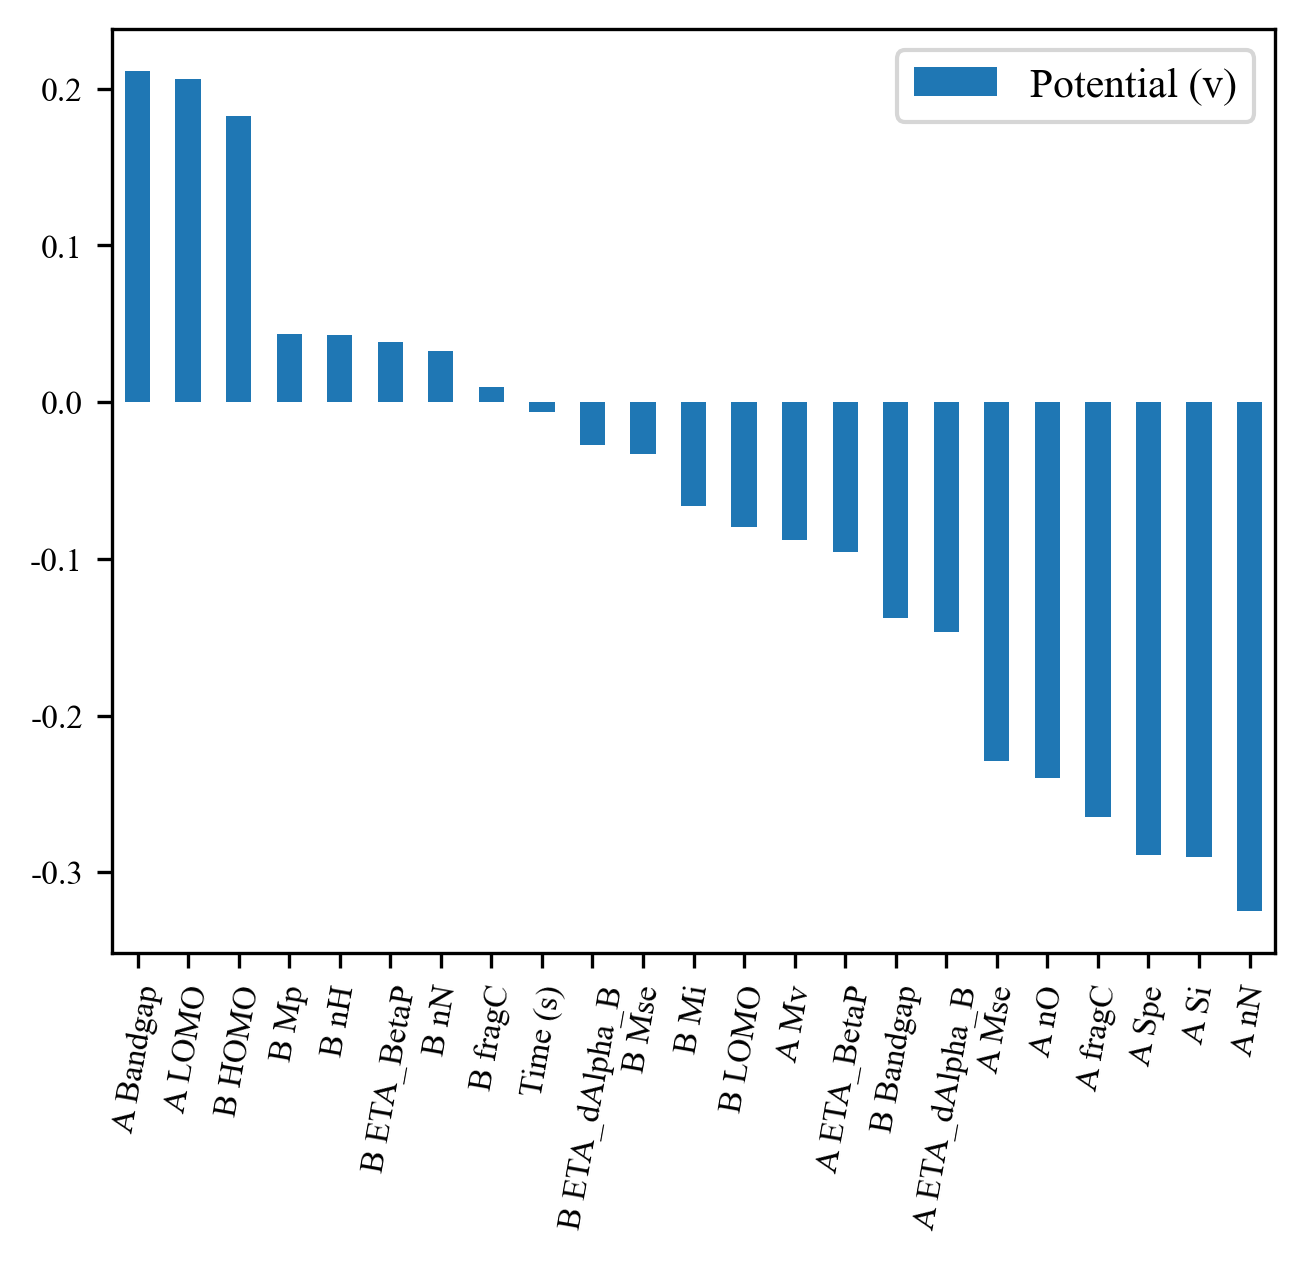 Potential (v)
0.2
0.1
0.0
-0.1
-0.2
-0.3
A Bandgap
A LOMO
B HOMO
B Mp
B nH
B ETA_BetaP
B nN
B fragC
Time (s)
B ETA_dAlpha_B
B Mse
B Mi
B LOMO
A Mv
A ETA_BetaP
B Bandgap
A ETA_dAlpha_B
A Mse
A nO
A fragC
A Spe
A Si
A nN